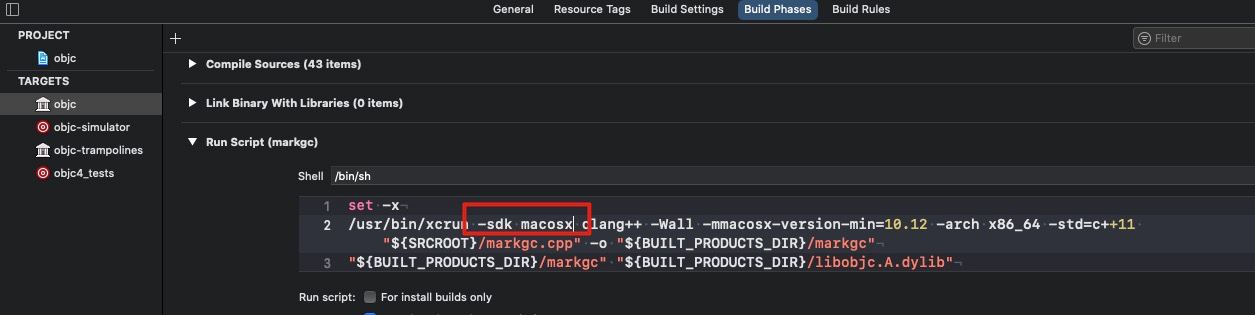 General Resource Tags Build Settings Build Phases Build Rules
PROJECT
objc
TARGETS
objc
objc-simulator
objc-trampolines
objc4_tests
+ Filter
Compile Sources (43 items)
Link Binary With Libraries (0 items)
Run Script (markgc)
Shell /bin/sh
1 set -x
2 /usr/bin/xcrun -sdk macosx clang++ -Wall -mmacosx-version-min=10.12 -arch x86_64 -std=c++11
"${SRCROOT}/markgc.cpp" -o "${BUILT_PRODUCTS_DIR}/markgc"
3 "${BUILT_PRODUCTS_DIR}/markgc" "${BUILT_PRODUCTS_DIR}/libobjc.A.dylib"
Run script: For install builds only